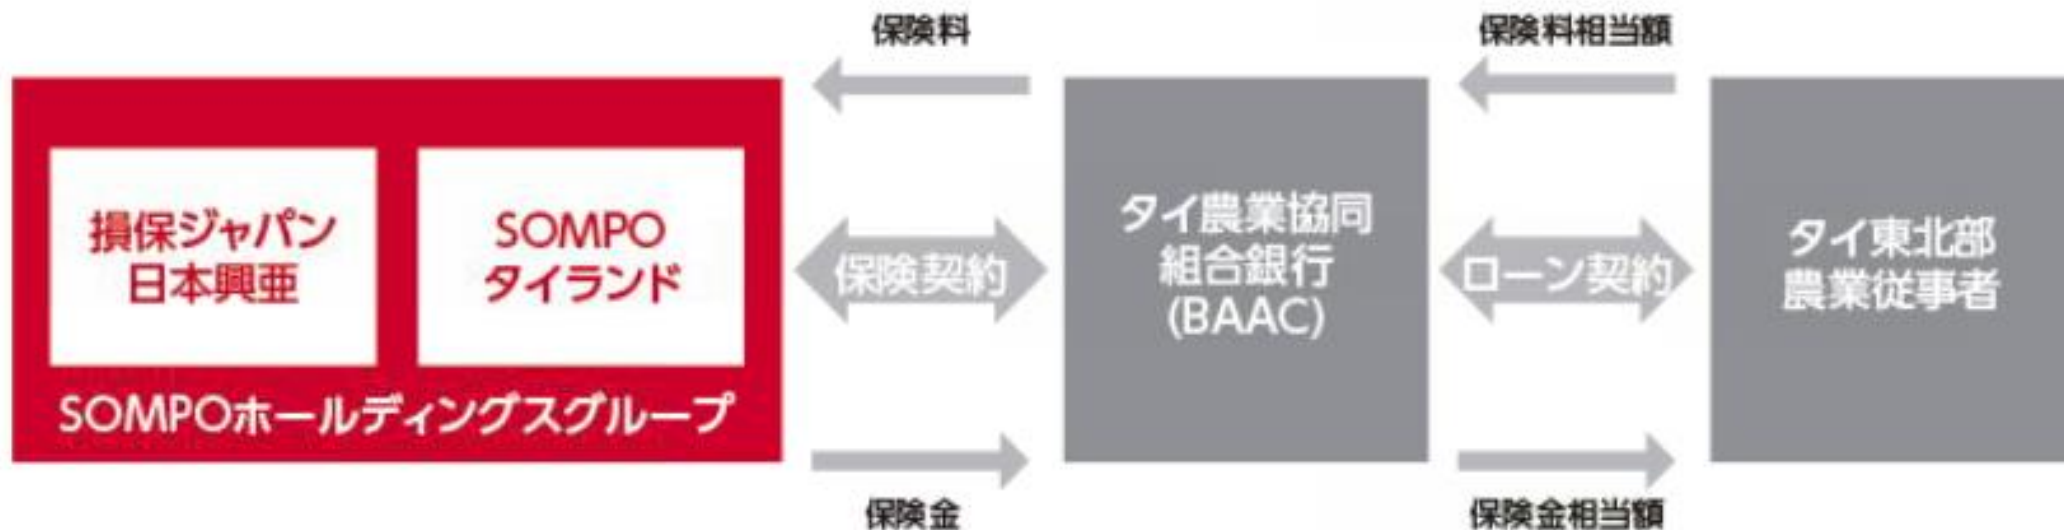 保険料
保険料相当額
損保ジャパン
日本興亜
SOMPO
タイランド
SOMPOホールディングスグループ
保険契約
タイ農業協同
組合銀行
(BAAC)
ローン契約
タイ東北部
農業従事者
保険金
保険金相当額